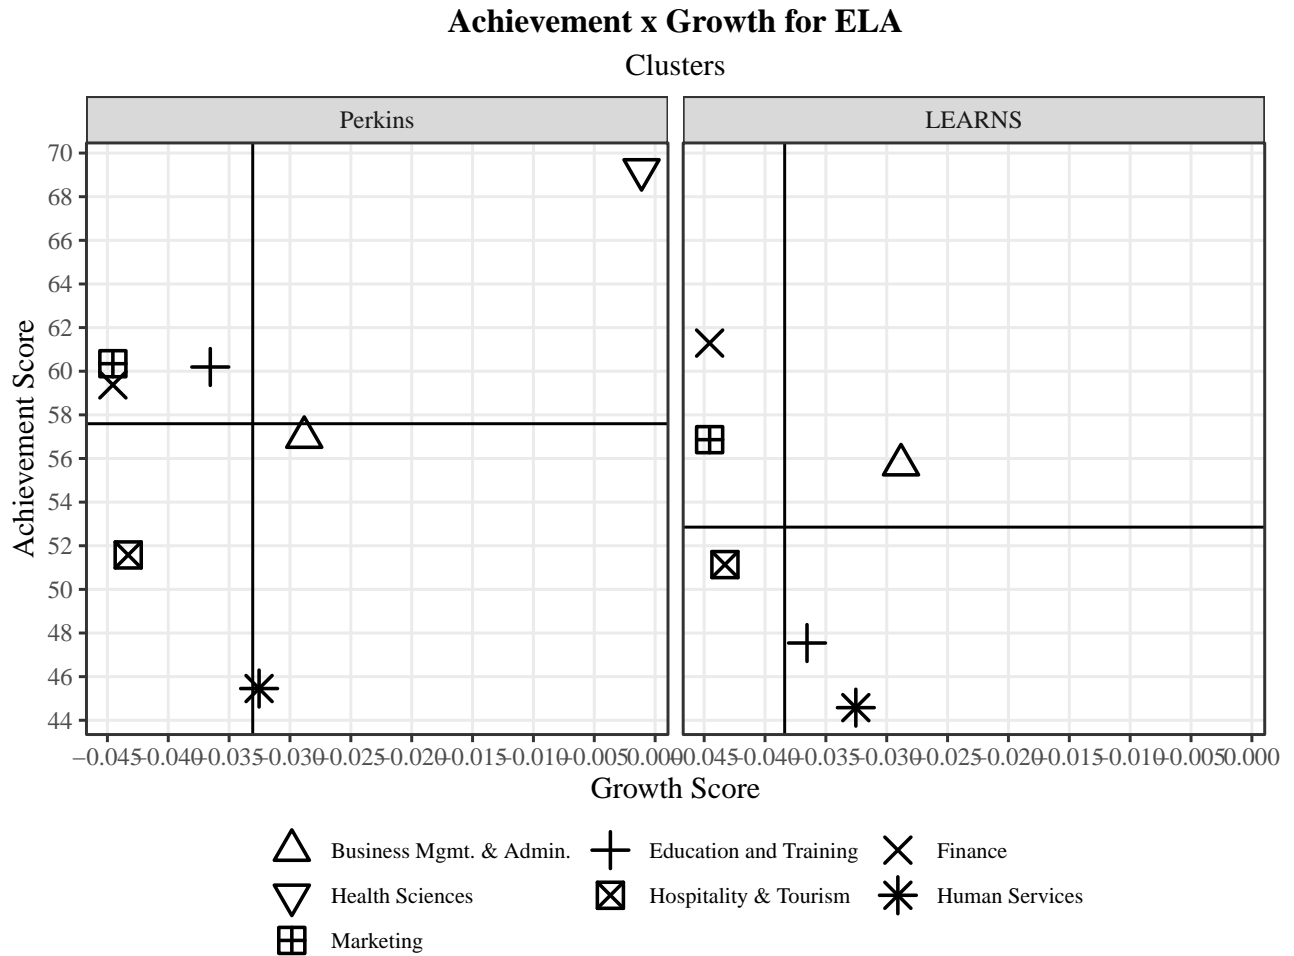 Achievement x Growth for ELA
Clusters
Perkins LEARNS
70
68
66
64
62
60
58
56
54
52
50
48
46
44
Achievement Score
−0.045 −0.040 −0.035 −0.030 −0.025 −0.020 −0.015 −0.010 −0.005 0.000 −0.045 −0.040 −0.035 −0.030 −0.025 −0.020 −0.015 −0.010 −0.005 0.000
Growth Score
Business Mgmt. & Admin. Education and Training Finance
Health Sciences Hospitality & Tourism Human Services
Marketing